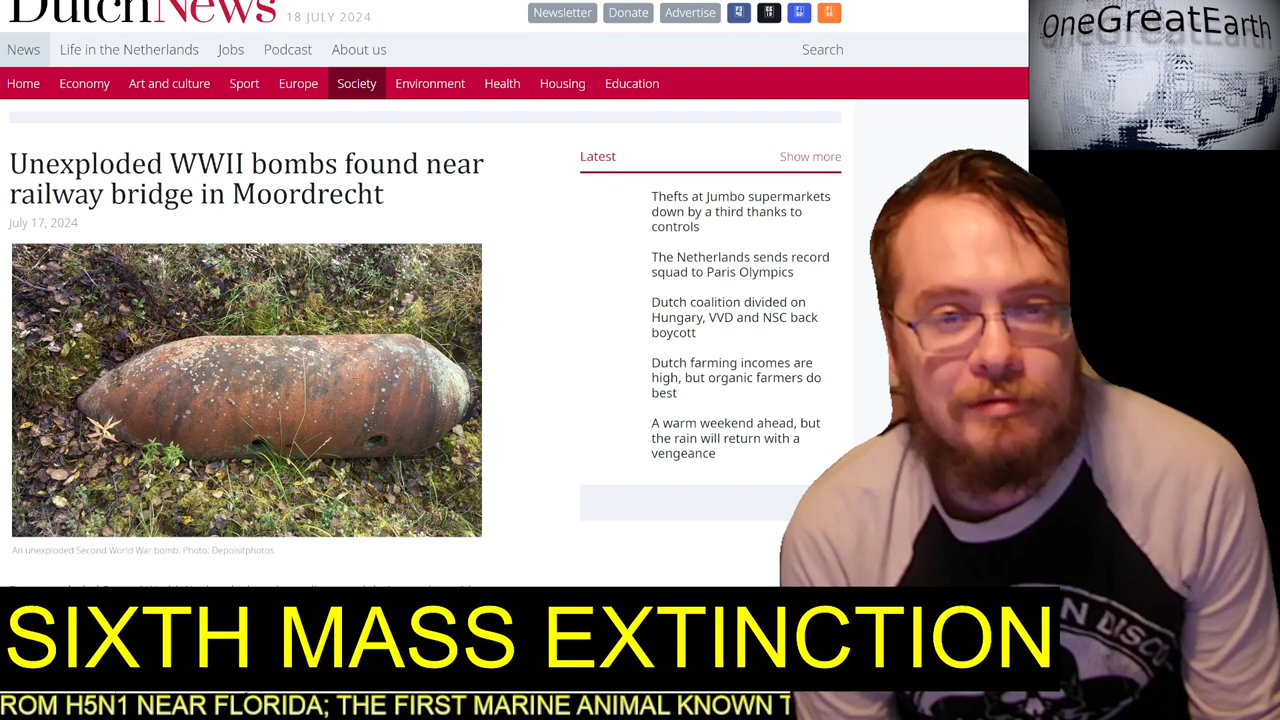 DutchNews 18 JULY 2024
Newsletter Donate Advertise
OneGreatEarth
News Life in the Netherlands Jobs Podcast About us Search
Home Economy Art and culture Sport Europe Society Environment Health Housing Education
Unexploded WWII bombs found near
railway bridge in Moordrecht
July 17, 2024
An unexploded Second World War bomb. Photo: Depoisitphotos
Latest Show more
Thefts at Jumbo supermarkets
down by a third thanks to
controls
The Netherlands sends record
squad to Paris Olympics
Dutch coalition divided on
Hungary, VVD and NSC back
boycott
Dutch farming incomes are
high, but organic farmers do
best
A warm weekend ahead, but
the rain will return with a
vengeance
SIXTH MASS EXTINCTION
ROM H5N1 NEAR FLORIDA; THE FIRST MARINE ANIMAL KNOWN T